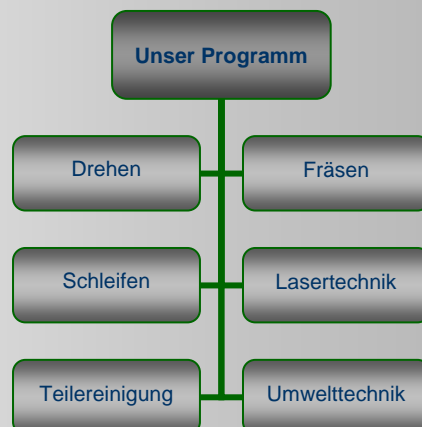 Unser Programm
Drehen
Fräsen
Schleifen
Lasertechnik
Teilereinigung
Umwelttechnik